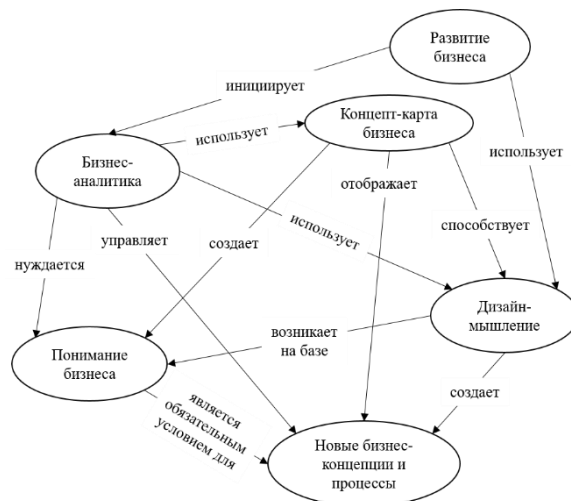 Развитие
бизнеса
инициирует
Концепт-карта
бизнеса
использует
использует
Бизнес-
аналитика
отображает
использует
способствует
управляет
создает
нуждается
Дизайн-
мышление
возникает
на базе
Понимание
бизнеса
создает
является
обязательным
условием для
Новые бизнес-
концепции и
процессы